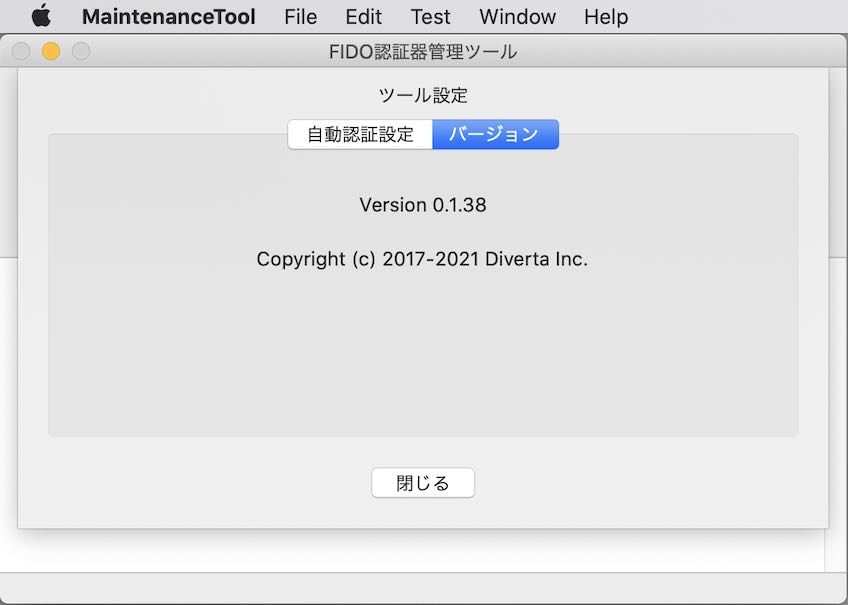 MaintenanceTool File Edit Test Window Help
FIDO認証器管理ツール
ツール設定
自動認証設定 バージョン
Version 0.1.38
Copyright (c) 2017-2021 Diverta Inc.
閉じる